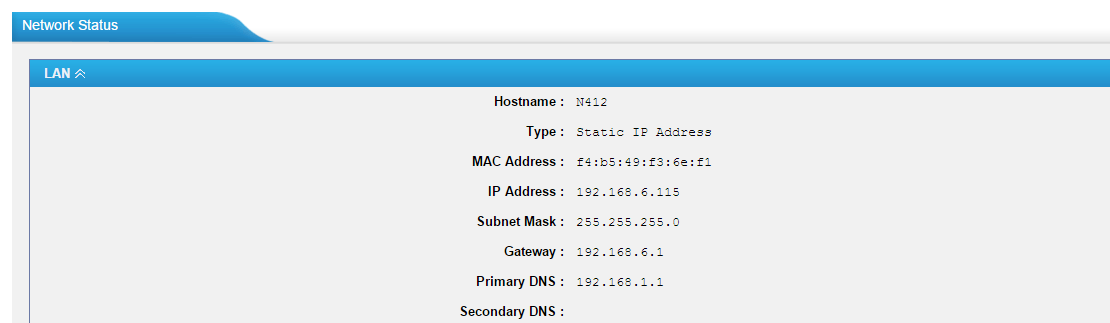 Network Status
LAN
Hostname : N412
Type : Static IP Address
MAC Address : f4:b5:49:f3:6e:f1
IP Address : 192.168.6.115
Subnet Mask : 255.255.255.0
Gateway : 192.168.6.1
Primary DNS : 192.168.1.1
Secondary DNS :